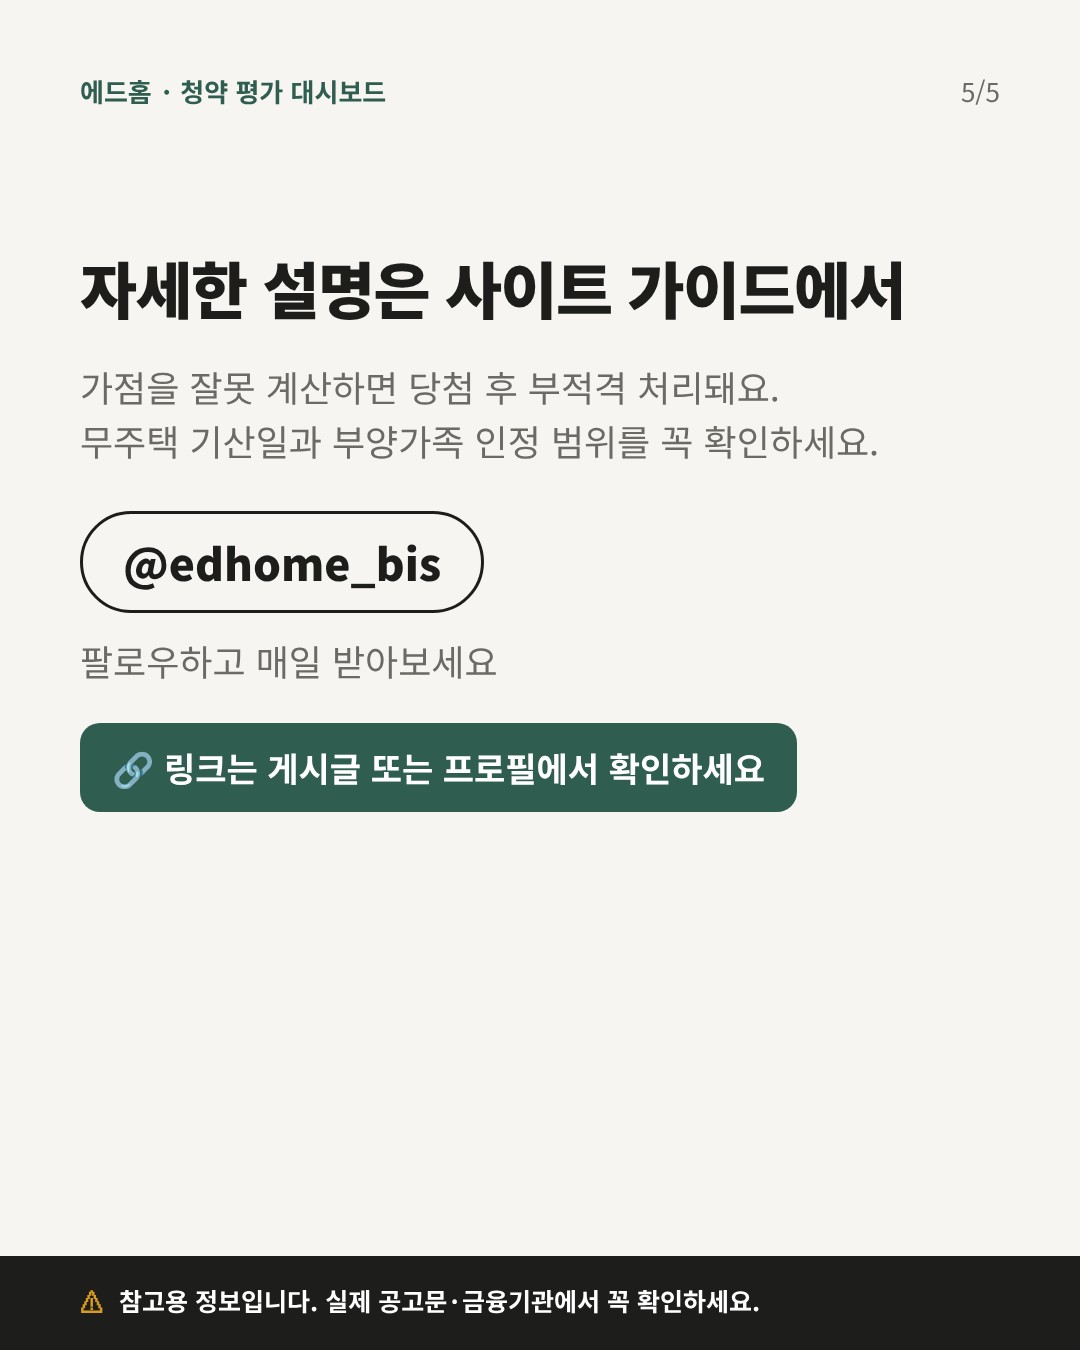 에드홈 · 청약 평가 대시보드
5/5
자세한 설명은 사이트 가이드에서
가점을 잘못 계산하면 당첨 후 부적격 처리돼요.
무주택 기산일과 부양가족 인정 범위를 꼭 확인하세요.
@edhome_bis
팔로우하고 매일 받아보세요
🔗 링크는 게시글 또는 프로필에서 확인하세요
⚠ 참고용 정보입니다. 실제 공고문·금융기관에서 꼭 확인하세요.